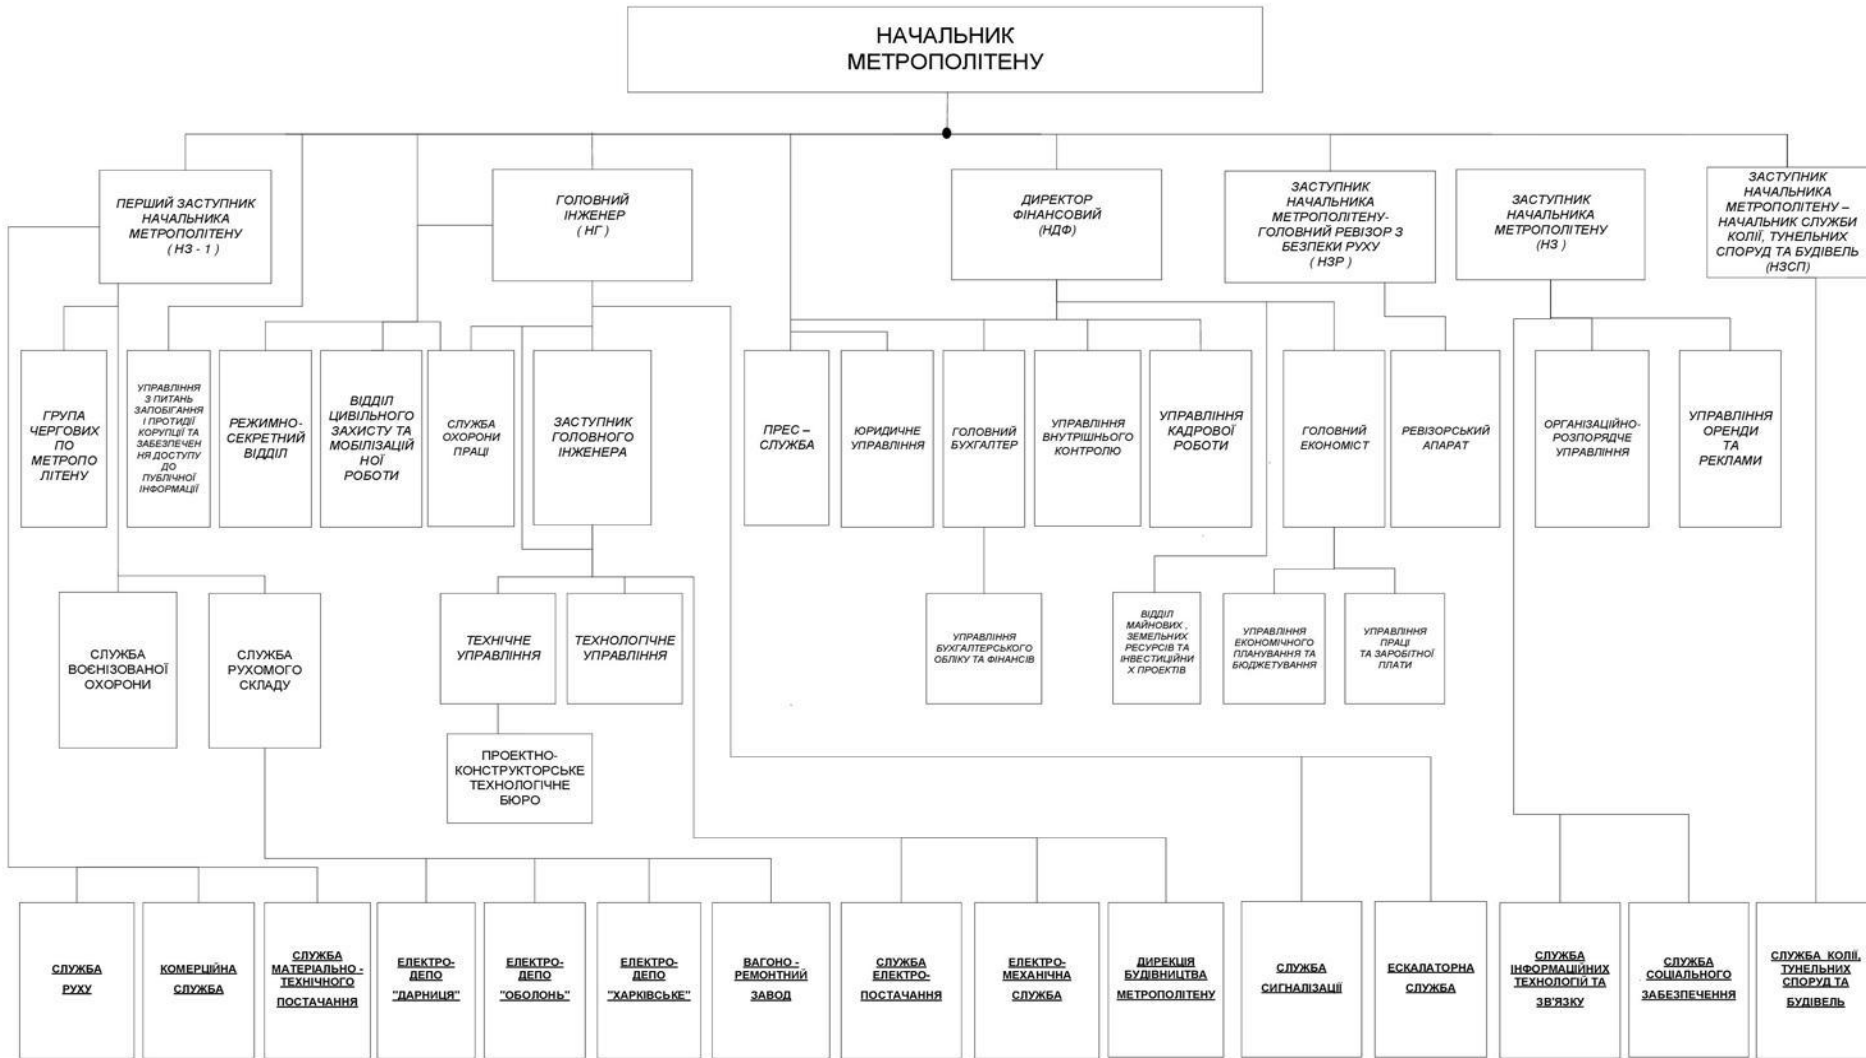 НАЧАЛЬНИК
МЕТРОПОЛІТЕНУ
ПЕРШИЙ ЗАСТУПНИК
НАЧАЛЬНИКА
МЕТРОПОЛІТЕНУ
( НЗ - 1 )
ГОЛОВНИЙ
ІНЖЕНЕР
( НГ )
ДИРЕКТОР
ФІНАНСОВИЙ
(НДФ)
ЗАСТУПНИК
НАЧАЛЬНИКА
МЕТРОПОЛІТЕНУ-
ГОЛОВНИЙ РЕВІЗОР З
БЕЗПЕКИ РУХУ
( НЗР )
ЗАСТУПНИК
НАЧАЛЬНИКА
МЕТРОПОЛІТЕНУ
(НЗ )
ЗАСТУПНИК
НАЧАЛЬНИКА
МЕТРОПОЛІТЕНУ –
НАЧАЛЬНИК СЛУЖБИ
КОЛІЇ, ТУНЕЛЬНИХ
СПОРУД ТА БУДІВЕЛЬ
(НЗСП)
ГРУПА
ЧЕРГОВИХ
ПО
МЕТРОПО
ЛІТЕНУ
УПРАВЛІННЯ
З ПИТАНЬ
ЗАПОБІГАННЯ
І ПРОТИДІЇ
КОРУПЦІЇ ТА
ЗАБЕЗПЕЧЕН
НЯ ДОСТУПУ
ДО
ПУБЛІЧНОЇ
ІНФОРМАЦІЇ
РЕЖИМНО-
СЕКРЕТНИЙ
ВІДДІЛ
ВІДДІЛ
ЦИВІЛЬНОГО
ЗАХИСТУ ТА
МОБІЛІЗАЦІЙ
НОЇ
РОБОТИ
СЛУЖБА
ОХОРОНИ
ПРАЦІ
ЗАСТУПНИК
ГОЛОВНОГО
ІНЖЕНЕРА
ПРЕС –
СЛУЖБА
ЮРИДИЧНЕ
УПРАВЛІННЯ
ГОЛОВНИЙ
БУХГАЛТЕР
УПРАВЛІННЯ
ВНУТРІШНЬОГО
КОНТРОЛЮ
УПРАВЛІННЯ
КАДРОВОЇ
РОБОТИ
ГОЛОВНИЙ
ЕКОНОМІСТ
РЕВІЗОРСЬКИЙ
АПАРАТ
ОРГАНІЗАЦІЙНО-
РОЗПОРЯДЧЕ
УПРАВЛІННЯ
УПРАВЛІННЯ
ОРЕНДИ
ТА
РЕКЛАМИ
СЛУЖБА
ВОЄНІЗОВАНОЇ
ОХОРОНИ
СЛУЖБА
РУХОМОГО
СКЛАДУ
ТЕХНІЧНЕ
УПРАВЛІННЯ
ТЕХНОЛОГІЧНЕ
УПРАВЛІННЯ
УПРАВЛІННЯ
БУХГАЛТЕРСЬКОГО
ОБЛІКУ ТА ФІНАНСІВ
ВІДДІЛ
МАЙНОВИХ ,
ЗЕМЕЛЬНИХ
РЕСУРСІВ ТА
ІНВЕСТИЦІЙНИ
Х ПРОЕКТІВ
УПРАВЛІННЯ
ЕКОНОМІЧНОГО
ПЛАНУВАННЯ ТА
БЮДЖЕТУВАННЯ
УПРАВЛІННЯ
ПРАЦІ
ТА ЗАРОБІТНОЇ
ПЛАТИ
ПРОЕКТНО-
КОНСТРУКТОРСЬКЕ
ТЕХНОЛОГІЧНЕ
БЮРО
СЛУЖБА
РУХУ
КОМЕРЦІЙНА
СЛУЖБА
СЛУЖБА
МАТЕРІАЛЬНО -
ТЕХНІЧНОГО
ПОСТАЧАННЯ
ЕЛЕКТРО-
ДЕПО
"ДАРНИЦЯ"
ЕЛЕКТРО-
ДЕПО
"ОБОЛОНЬ"
ЕЛЕКТРО-
ДЕПО
"ХАРКІВСЬКЕ"
ВАГОНО -
РЕМОНТНИЙ
ЗАВОД
СЛУЖБА
ЕЛЕКТРО-
ПОСТАЧАННЯ
ЕЛЕКТРО-
МЕХАНІЧНА
СЛУЖБА
ДИРЕКЦІЯ
БУДІВНИЦТВА
МЕТРОПОЛІТЕНУ
СЛУЖБА
СИГНАЛІЗАЦІЇ
ЕСКАЛАТОРНА
СЛУЖБА
СЛУЖБА
ІНФОРМАЦІЙНИХ
ТЕХНОЛОГІЙ ТА
ЗВ'ЯЗКУ
СЛУЖБА
СОЦІАЛЬНОГО
ЗАБЕЗПЕЧЕННЯ
СЛУЖБА КОЛІЇ,
ТУНЕЛЬНИХ
СПОРУД ТА
БУДІВЕЛЬ